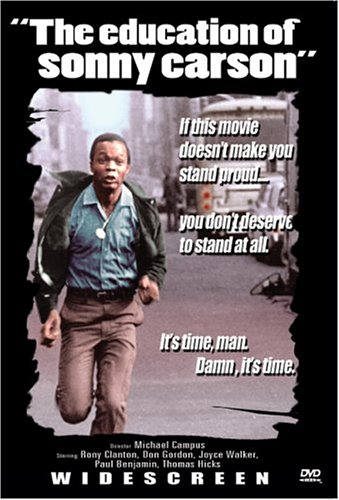 "The education of
sonny carson"
If this movie
doesn't make you
stand proud....
you don't deserve
to stand at all.
It's time, man.
Damn, it's time.
Director Michael Campus
Starring: Rony Clanton, Don Gordon, Joyce Walker,
Paul Benjamin, Thomas Hicks
WIDESCREEN
DVD